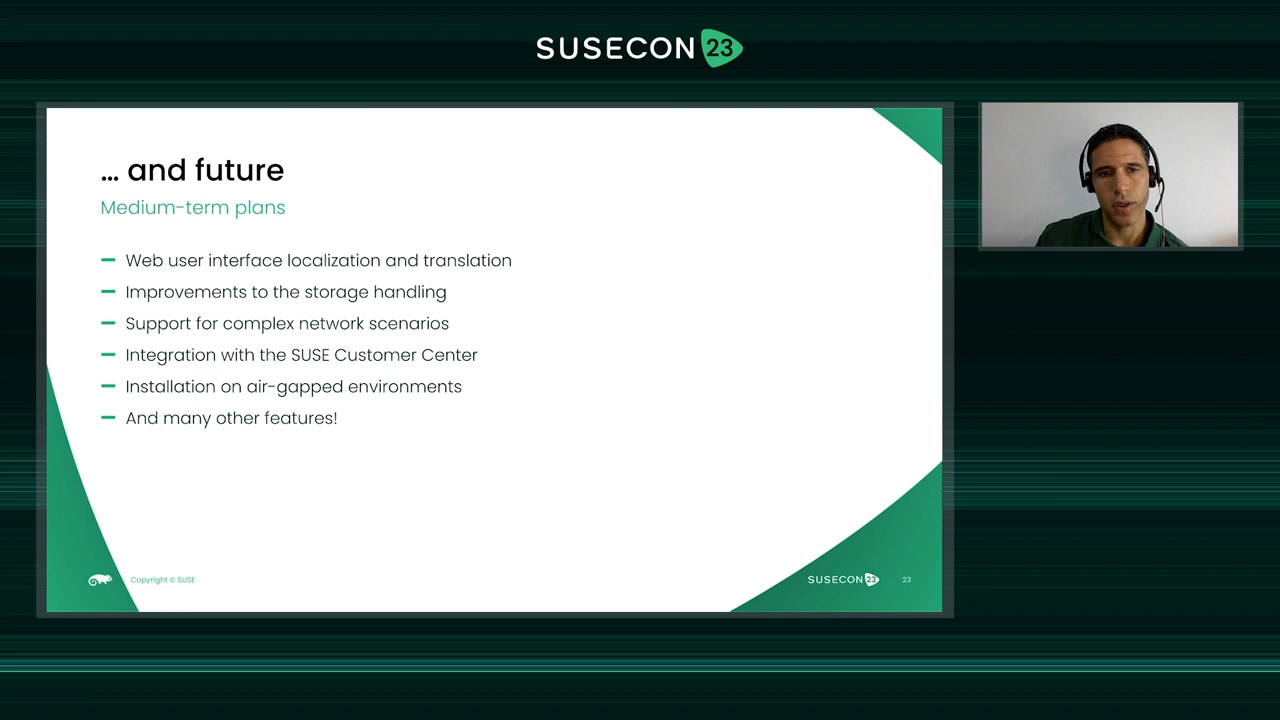 SUSECON 23
… and future
Medium-term plans
Web user interface localization and translation
Improvements to the storage handling
Support for complex network scenarios
Integration with the SUSE Customer Center
Installation on air-gapped environments
And many other features!
Copyright © SUSE
SUSECON 23
23